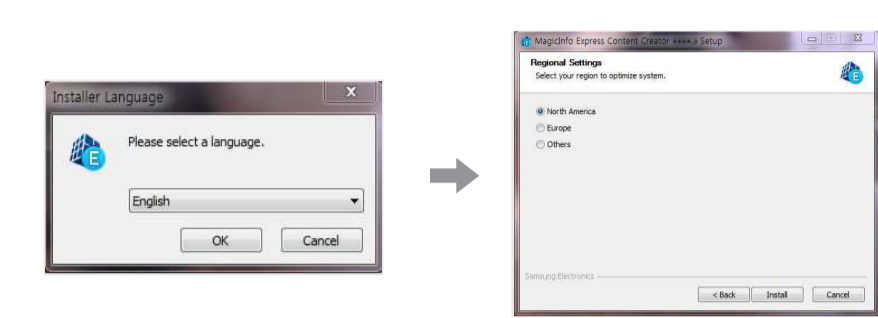 Installer Language
X
Please select a language.
E
English
OK
Cancel
MagicInfo Express Content Creator Setup
Regional Settings
Select your region to optimize system.
E
North America
Europe
Others
Samsung Electronics
< Back
Install
Cancel